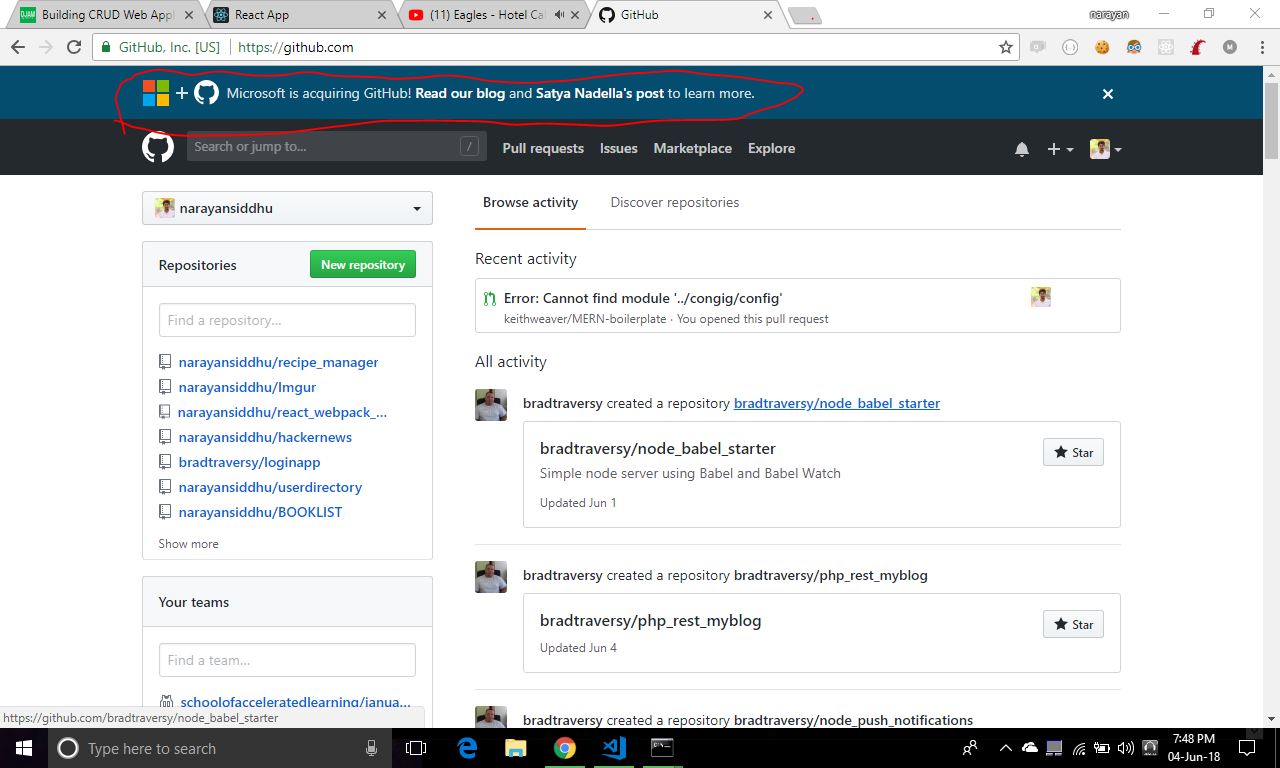 Building CRUD Web Appl
React App
(11) Eagles - Hotel Cal
GitHub
narayan
GitHub, Inc. [US]
https://github.com
Microsoft is acquiring GitHub! Read our blog and Satya Nadella's post to learn more.
Search or jump to...
/
Pull requests
Issues
Marketplace
Explore
narayansiddhu
Browse activity
Discover repositories
Repositories
New repository
Find a repository...
narayansiddhu/recipe_manager
narayansiddhu/Imgur
narayansiddhu/react_webpack_...
narayansiddhu/hackernews
bradtraversy/loginapp
narayansiddhu/userdirectory
narayansiddhu/BOOKLIST
Show more
Your teams
Find a team...
schoolofacceleratedlearning/janua...
Recent activity
Error: Cannot find module '../congig/config'
keithweaver/MERN-boilerplate · You opened this pull request
All activity
bradtraversy created a repository bradtraversy/node_babel_starter
bradtraversy/node_babel_starter
Star
Simple node server using Babel and Babel Watch
Updated Jun 1
bradtraversy created a repository bradtraversy/php_rest_myblog
bradtraversy/php_rest_myblog
Star
Updated Jun 4
bradtraversy created a repository bradtraversy/node_push_notifications
https://github.com/bradtraversy/node_babel_starter
Type here to search
7:48 PM
04-Jun-18